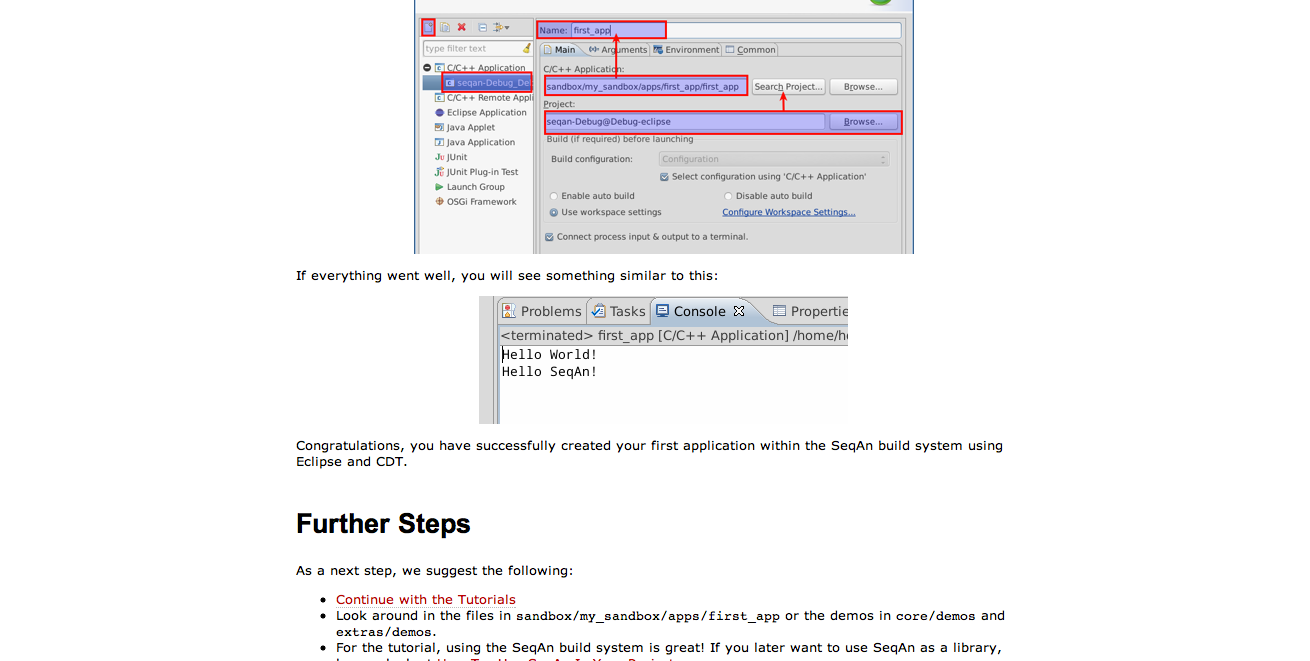 Name: first_app
type filter text
Main Arguments Environment Common
C/C++ Application
C/C++ Application:
seqan-Debug_De
sandbox/my_sandbox/apps/first_app/first_app Search Project... Browse...
C/C++ Remote Appli
Project:
Eclipse Application
seqan-Debug@Debug-eclipse Browse...
Java Applet
Build (if required) before launching
Java Application
Build configuration: Configuration
Ju JUnit
JUnit Plug-in Test
Select configuration using 'C/C++ Application'
Launch Group
Enable auto build Disable auto build
OSGi Framework
Use workspace settings Configure Workspace Settings...
Connect process input & output to a terminal.
If everything went well, you will see something similar to this:
Problems Tasks Console Propertie
<terminated> first_app [C/C++ Application] /home/h
Hello World!
Hello SeqAn!
Congratulations, you have successfully created your first application within the SeqAn build system using
Eclipse and CDT.
Further Steps
As a next step, we suggest the following:
• Continue with the Tutorials
• Look around in the files in sandbox/my_sandbox/apps/first_app or the demos in core/demos and
extras/demos.
• For the tutorial, using the SeqAn build system is great! If you later want to use SeqAn as a library,